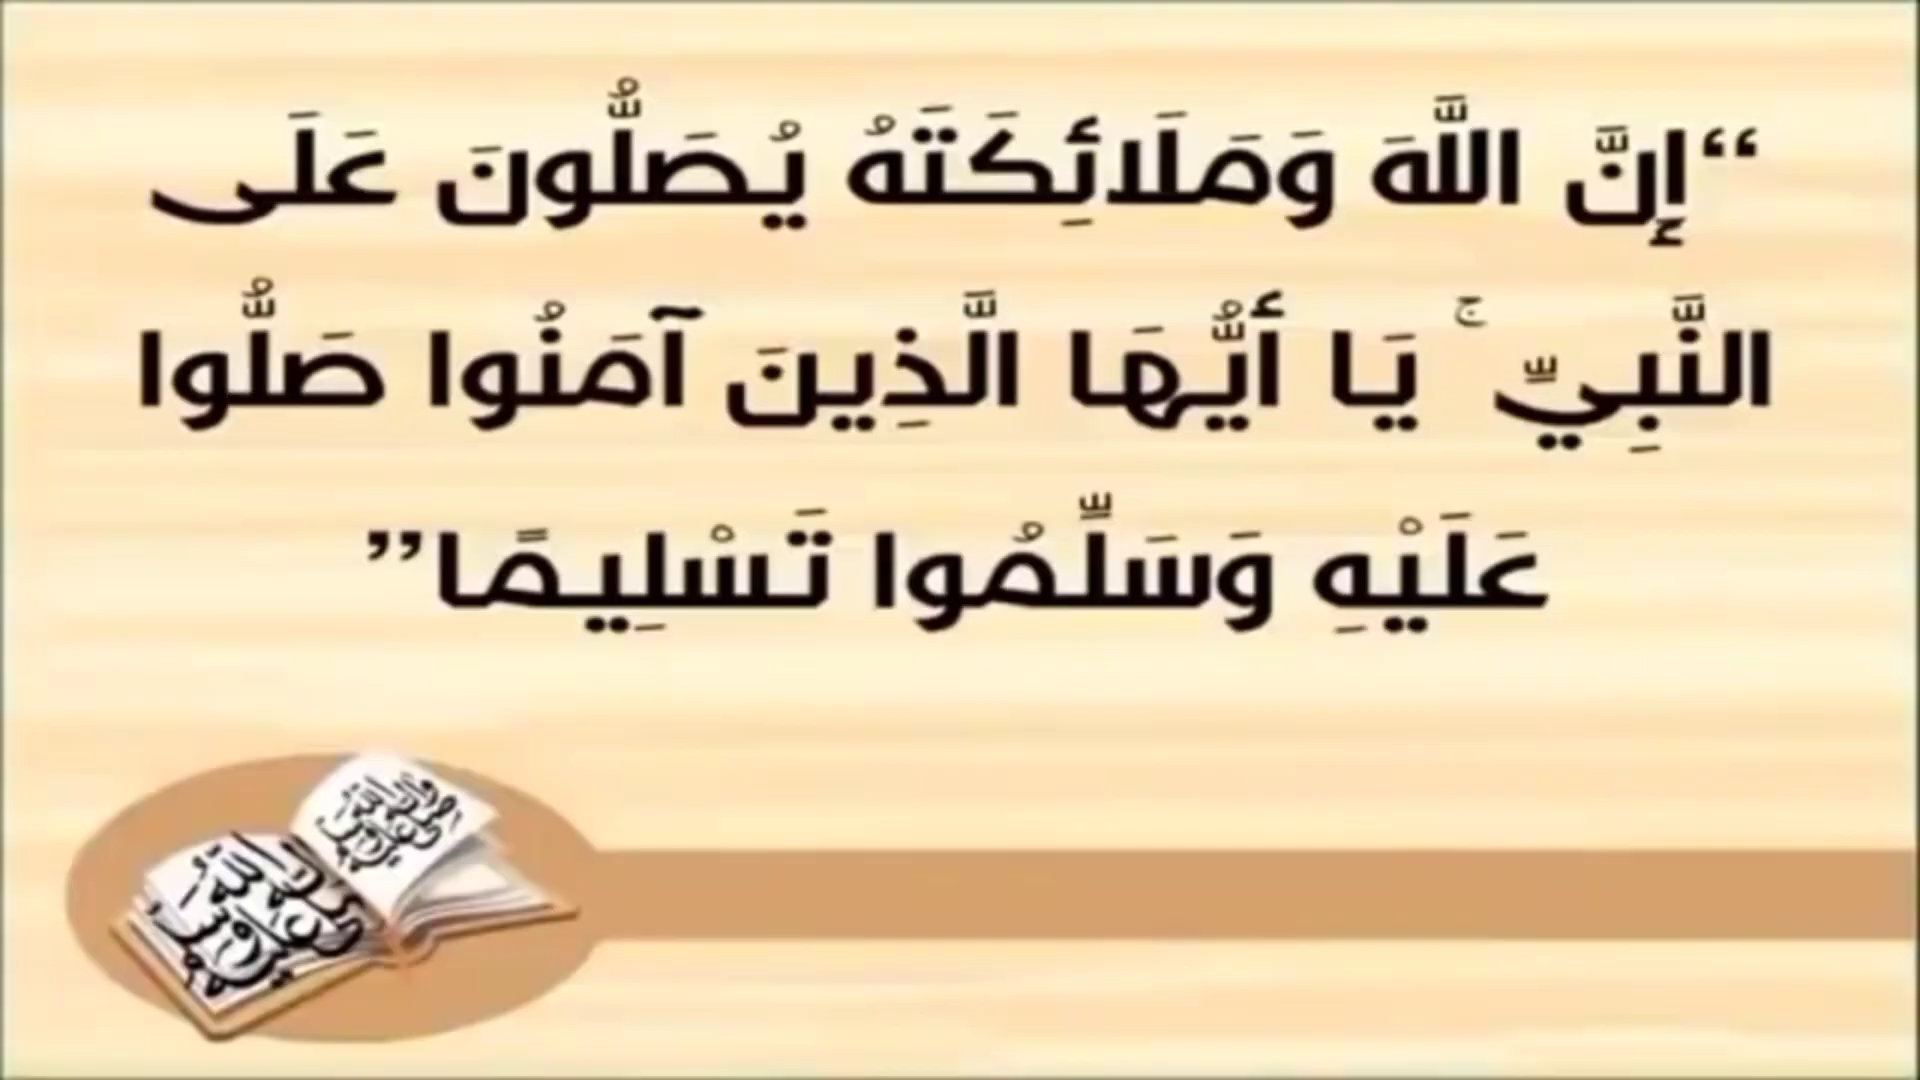 “إِنَّ اللَّهَ وَمَلَائِكَتَهُ يُصَلُّونَ عَلَى
النَّبِيِّ ۚ يَا أَيُّهَا الَّذِينَ آمَنُوا صَلُّوا
عَلَيْهِ وَسَلِّمُوا تَسْلِيمًا”